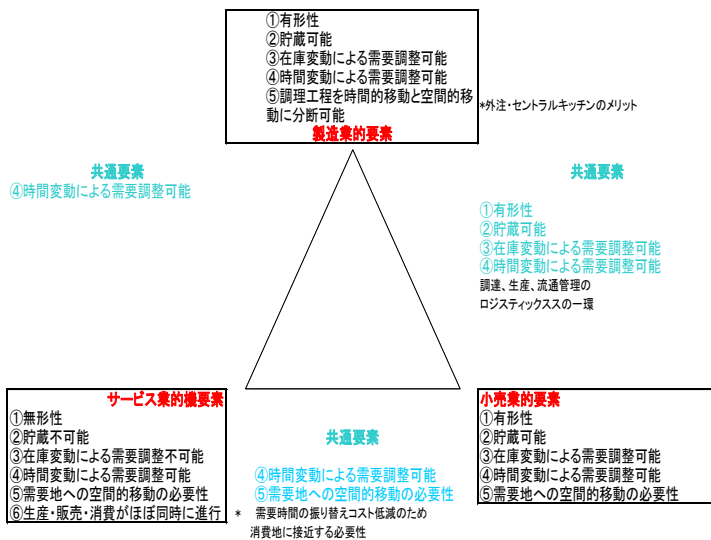 ①有形性
②貯蔵可能
③在庫変動による需要調整可能
④時間変動による需要調整可能
⑤調理工程を時間的移動と空間的移
動に分断可能
製造業的要素
*外注・セントラルキッチンのメリット
共通要素
④時間変動による需要調整可能
共通要素
①有形性
②貯蔵可能
③在庫変動による需要調整可能
④時間変動による需要調整可能
調達、生産、流通管理の
ロジスティックススの一環
サービス業的機要素
①無形性
②貯蔵不可能
③在庫変動による需要調整不可能
④時間変動による需要調整可能
⑤需要地への空間的移動の必要性
⑥生産・販売・消費がほぼ同時に進行
共通要素
④時間変動による需要調整可能
⑤需要地への空間的移動の必要性
* 需要時間の振り替えコスト低減のため
消費地に接近する必要性
小売業的要素
①有形性
②貯蔵可能
③在庫変動による需要調整可能
④時間変動による需要調整可能
⑤需要地への空間的移動の必要性